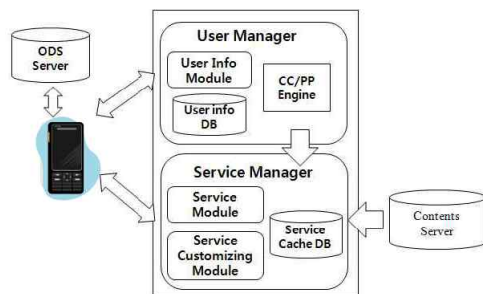 ODS
Server
User Manager
User Info
Module
CC/PP
Engine
User info
DB
Service Manager
Service
Module
Service
Customizing
Module
Service
Cache DB
Contents
Server